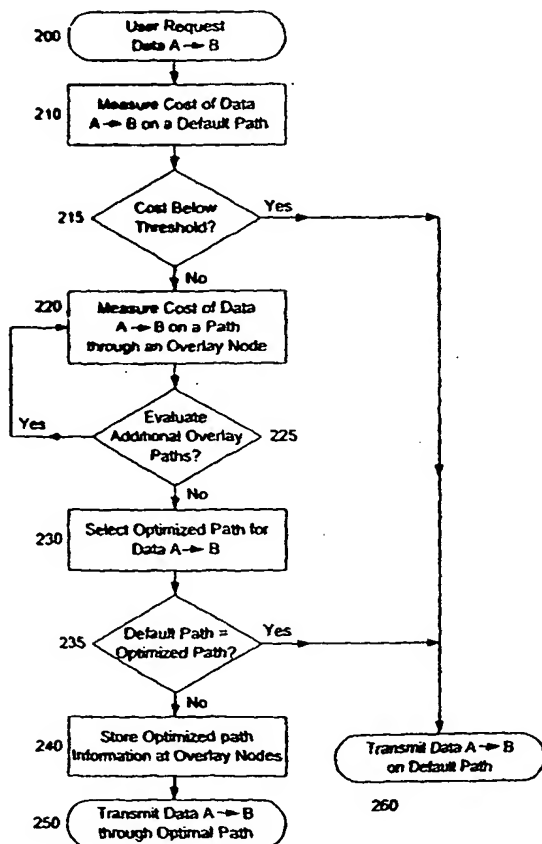 200
User Request
Data A → B
210
Measure Cost of Data
A → B on a Default Path
215
Cost Below
Threshold?
Yes
No
220
Measure Cost of Data
A → B on a Path
through an Overlay Node
Yes
Evaluate
Additional Overlay
Paths?
225
No
230
Select Optimized Path for
Data A → B
235
Default Path =
Optimized Path?
Yes
No
240
Store Optimized path
Information at Overlay Nodes
Transmit Data A → B
on Default Path
250
Transmit Data A → B
through Optimal Path
260